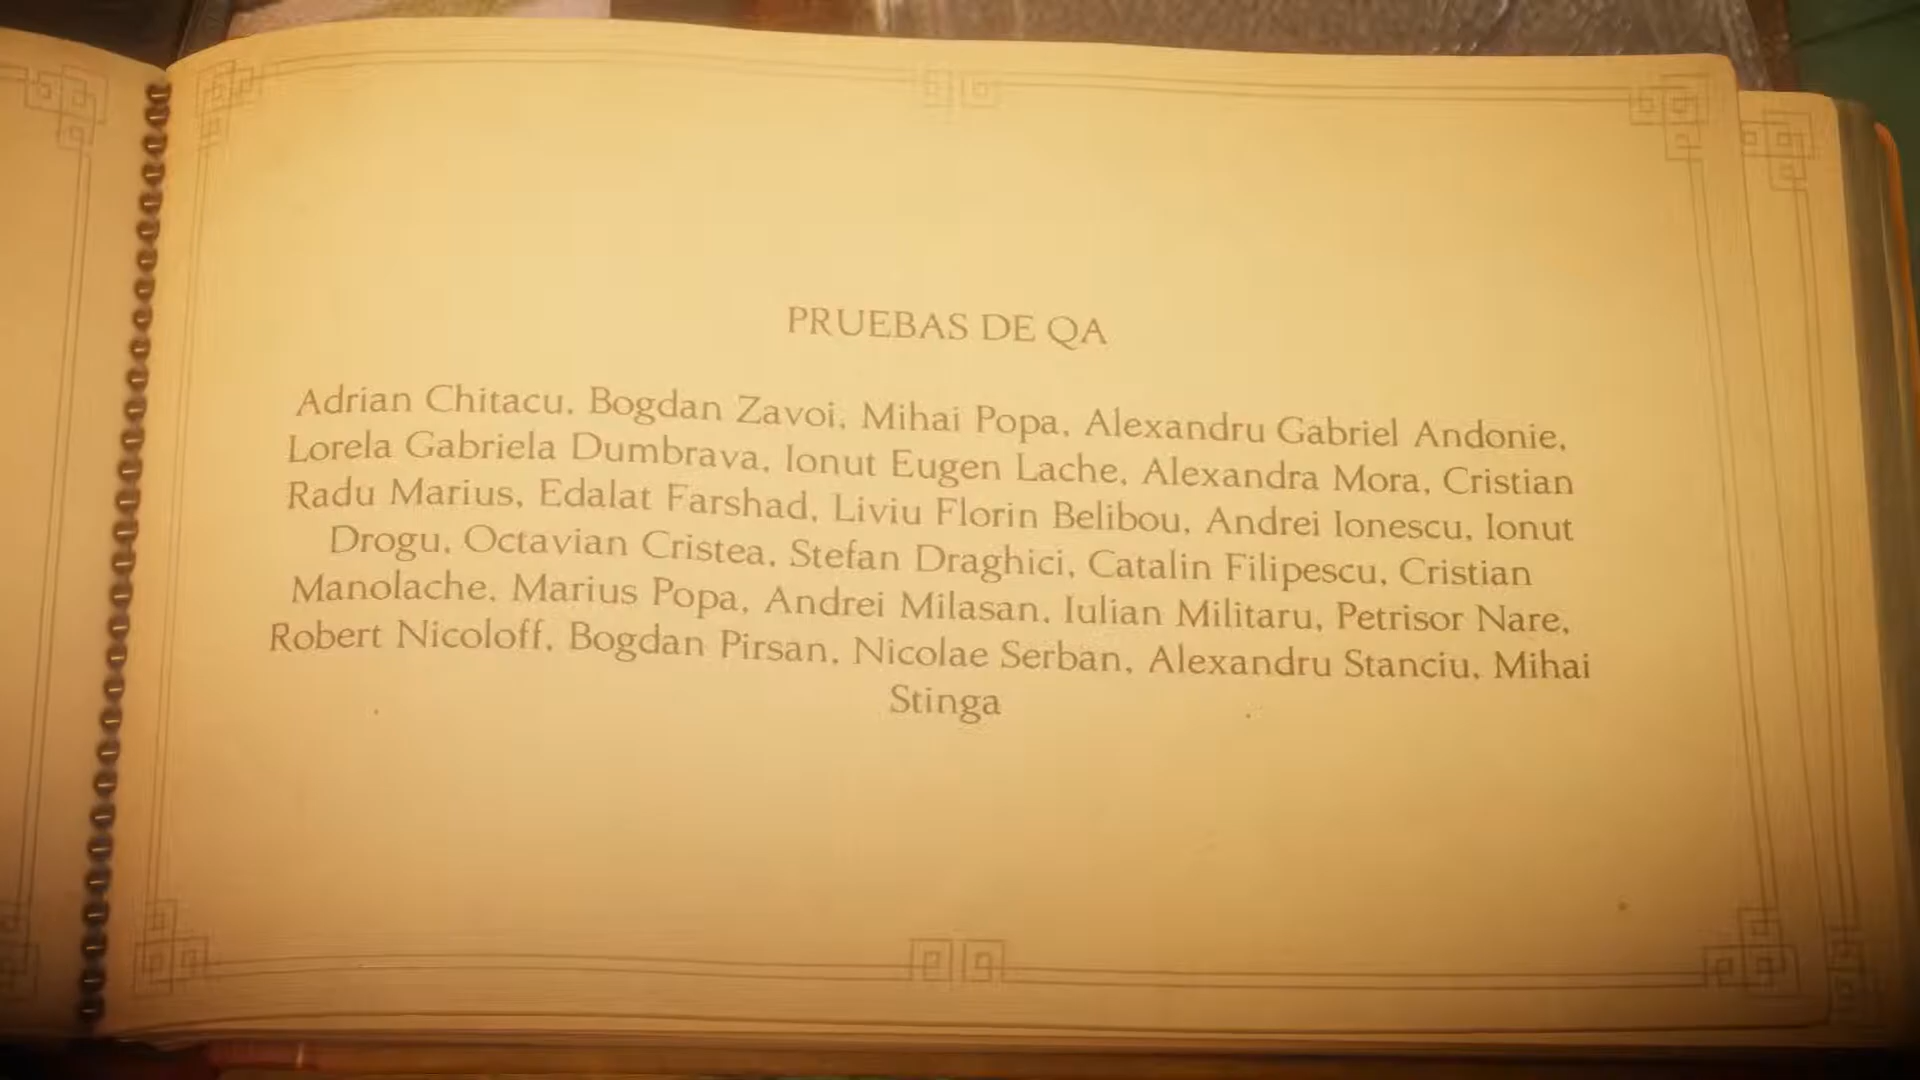 PRUEBAS DE QA
Adrian Chitacu, Bogdan Zavoi, Mihai Popa, Alexandru Gabriel Andonie,
Lorela Gabriela Dumbrava, Ionut Eugen Lache, Alexandra Mora, Cristian
Radu Marius, Edalat Farshad, Liviu Florin Belibou, Andrei Ionescu, Ionut
Drogu, Octavian Cristea, Stefan Draghici, Catalin Filipescu, Cristian
Manolache, Marius Popa, Andrei Milasan, Iulian Militaru, Petrisor Nare,
Robert Nicoloff, Bogdan Pirsan, Nicolae Serban, Alexandru Stanciu, Mihai
Stinga